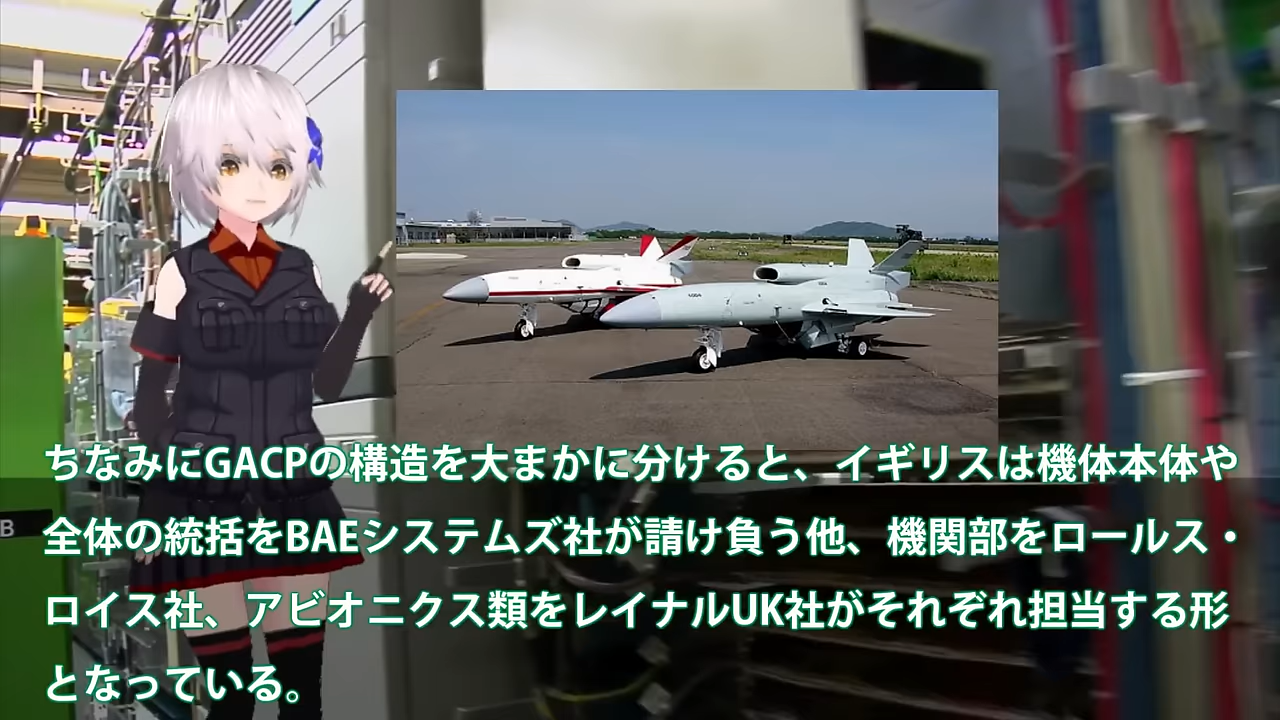 ちなみにGACPの構造を大まかに分けると、イギリスは機体本体や
全体の統括をBAEシステムズ社が請け負う他、機関部をロールス・
ロイス社、アビオニクス類をレイナルUK社がそれぞれ担当する形
となっている。
B